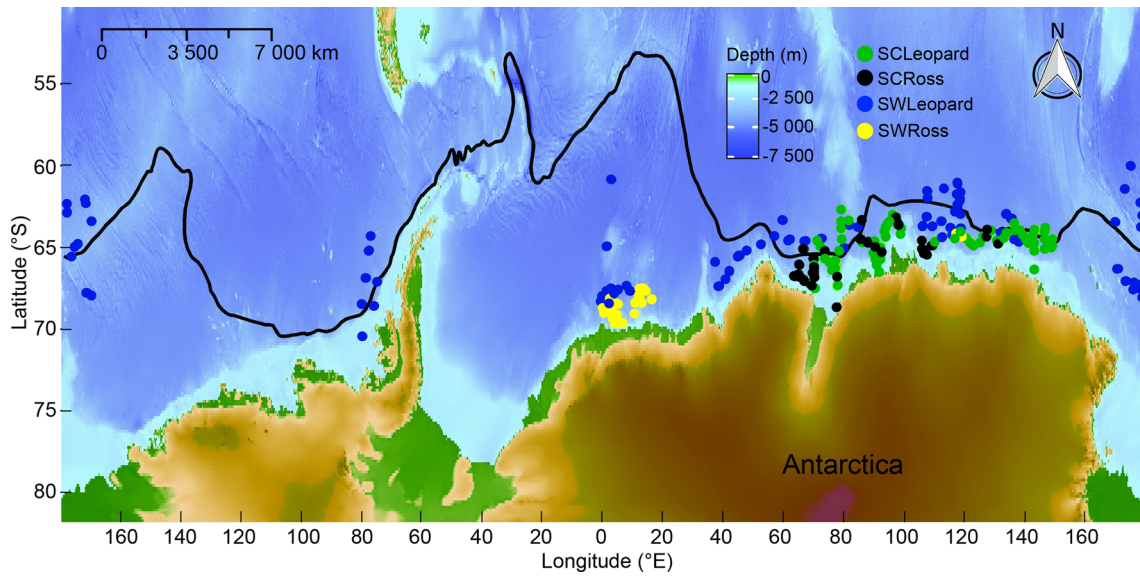 0 3 500 7 000 km
Depth (m)
0
-2 500
-5 000
-7 500
SCLeopard
SCRoss
SWLeopard
SWRoss
N
Latitude (°S)
55
60
65
70
75
80
Antarctica
160 140 120 100 80 60 40 20 0 20 40 60 80 100 120 140 160
Longitude (°E)